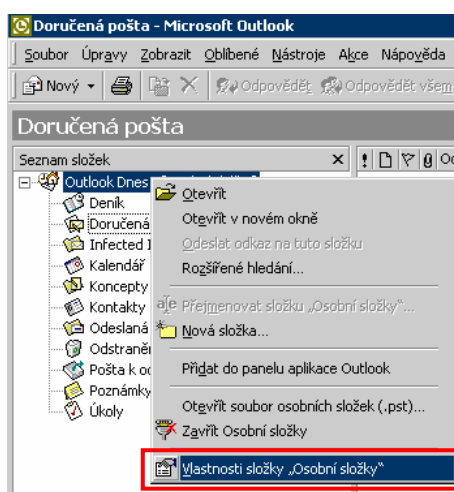 Doručená pošta - Microsoft Outlook
Soubor Úpravy Zobrazit Oblíbené Nástroje Akce Nápověda
Nový Odpovědět Odpovědět všem
Doručená pošta
Seznam složek
Outlook Dnes
Deník
Doručená
Infected
Kalendář
Koncepty
Kontakty
Odeslaná
Pošta k
Poznámky
Úkoly
Otevřít
Otevřít v novém okně
Odeslat odkaz na tuto složku
Rozšířené hledání...
Přejmenovat složku „Osobní složky“...
Nová složka...
Přidat do panelu aplikace Outlook
Otevřít soubor osobních složek (.pst)...
Zavřít Osobní složky
Vlastnosti složky „Osobní složky“